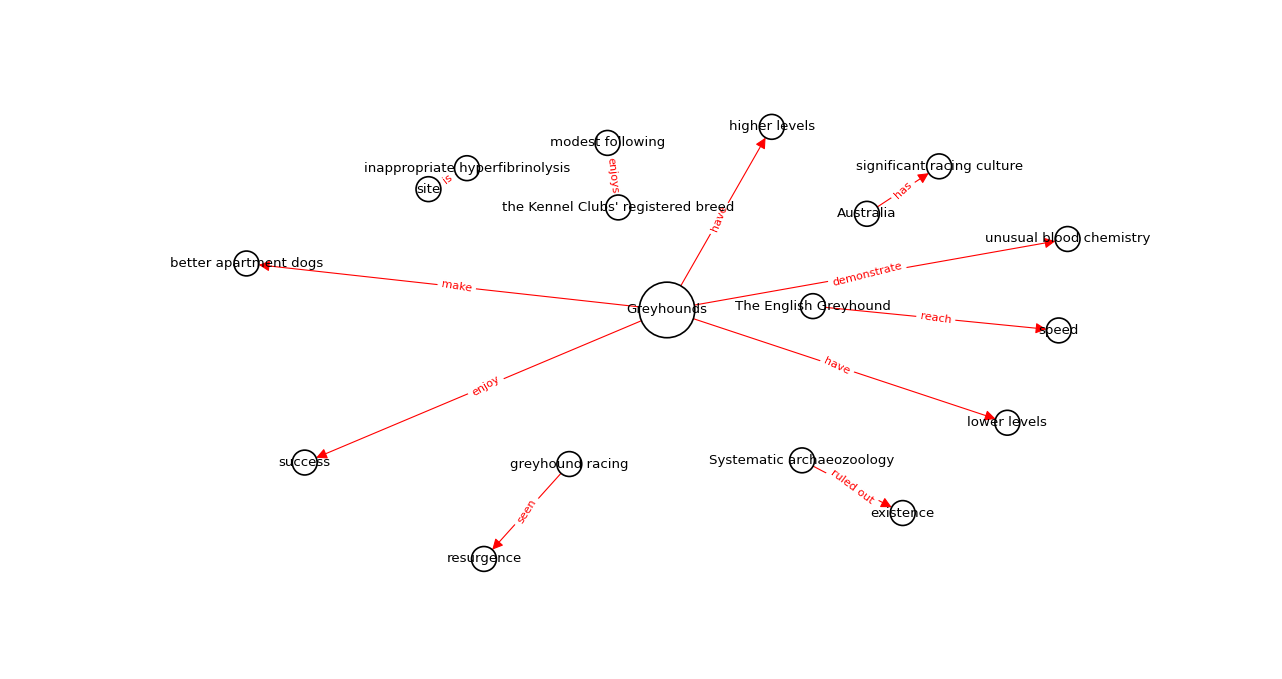 higher levels
modest following
significant racing culture
inappropriate hyperfibrinolysis
enjoys
is
site
has
the Kennel Clubs' registered breed
Australia
have
unusual blood chemistry
better apartment dogs
demonstrate
make
Greyhounds
The English Greyhound
reach
speed
have
enjoy
lower levels
success
greyhound racing
Systematic archaeozoology
ruled out
seen
existence
resurgence